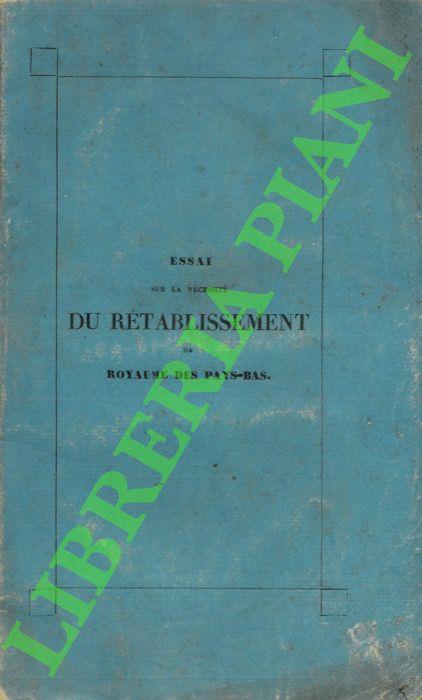 ESSAI
SUR LA NÉCESSITÉ
DU RÉTABLISSEMENT
DU
ROYAUME DES PAYS-BAS.
LIBRERIA PIANI